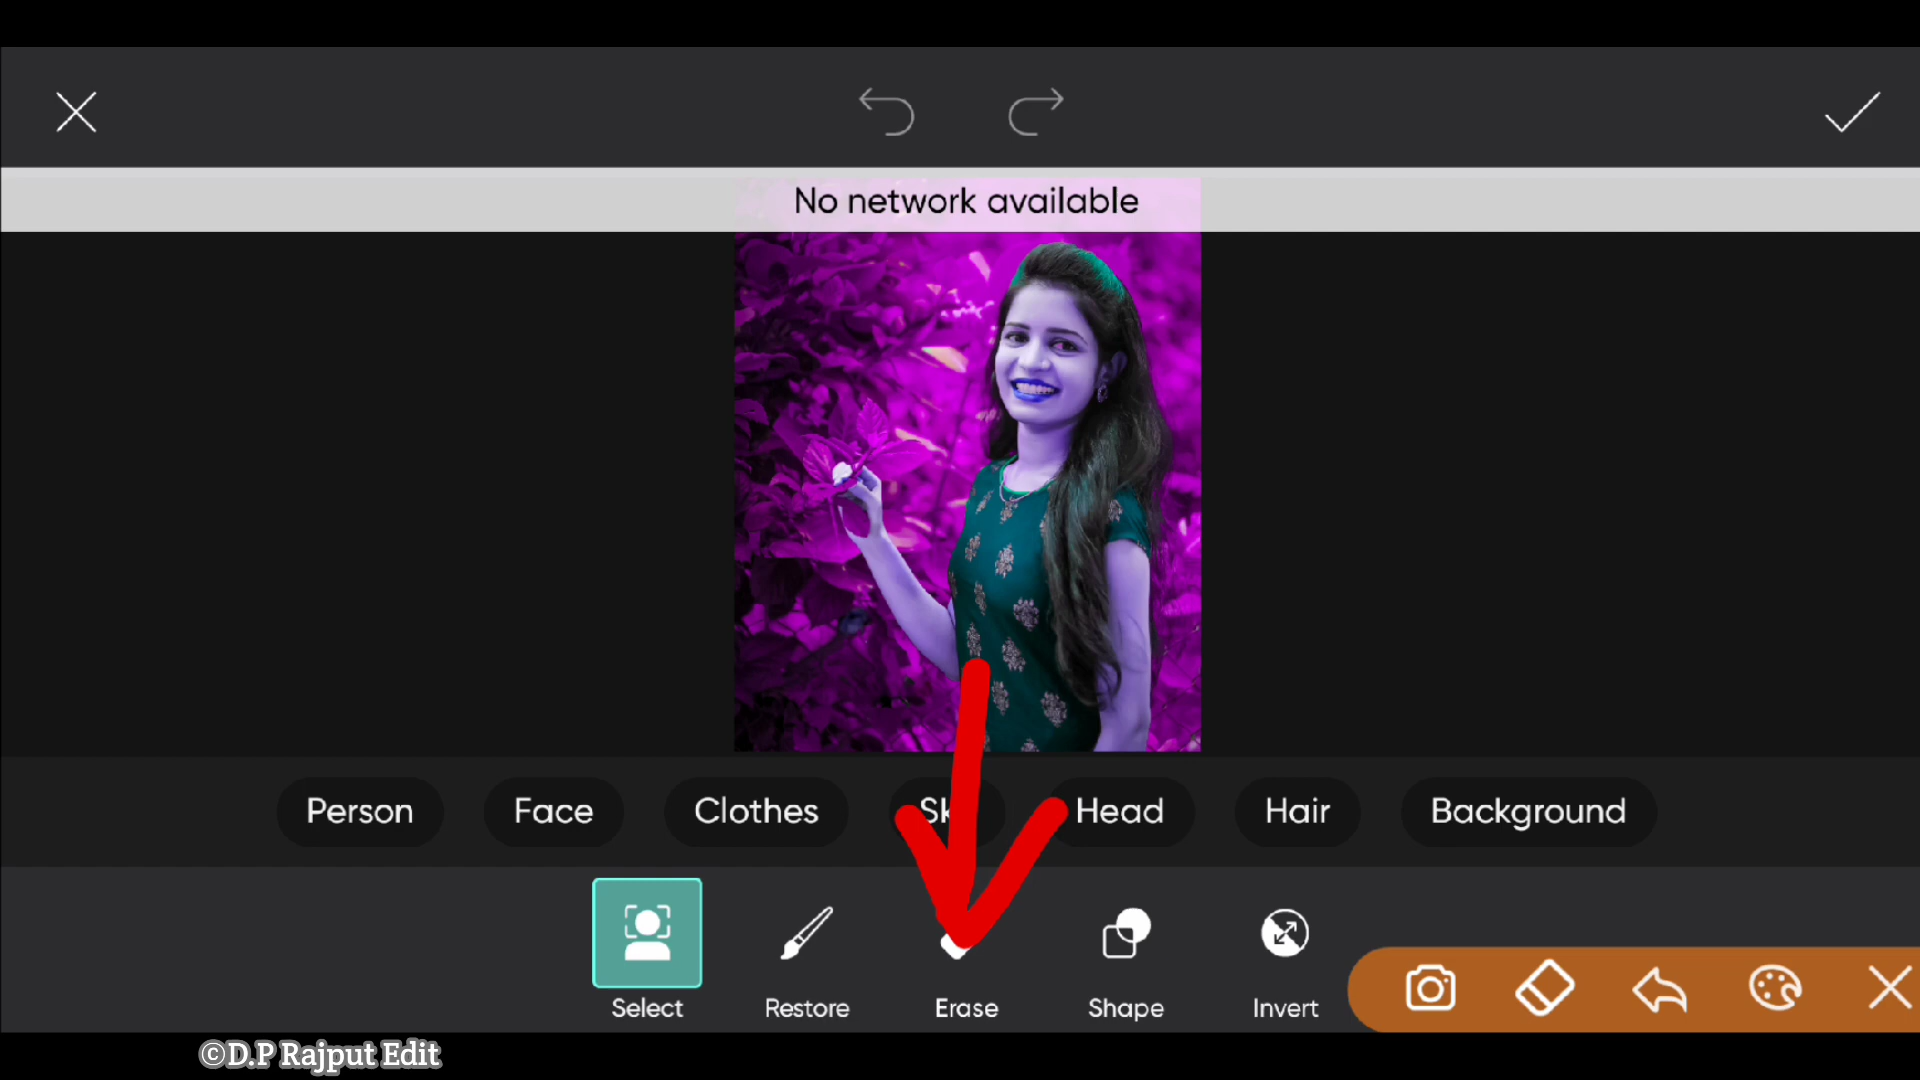 No network available
Person Face Clothes Head Hair Background
Select Restore Erase Shape Invert
©D.P Rajput Edit